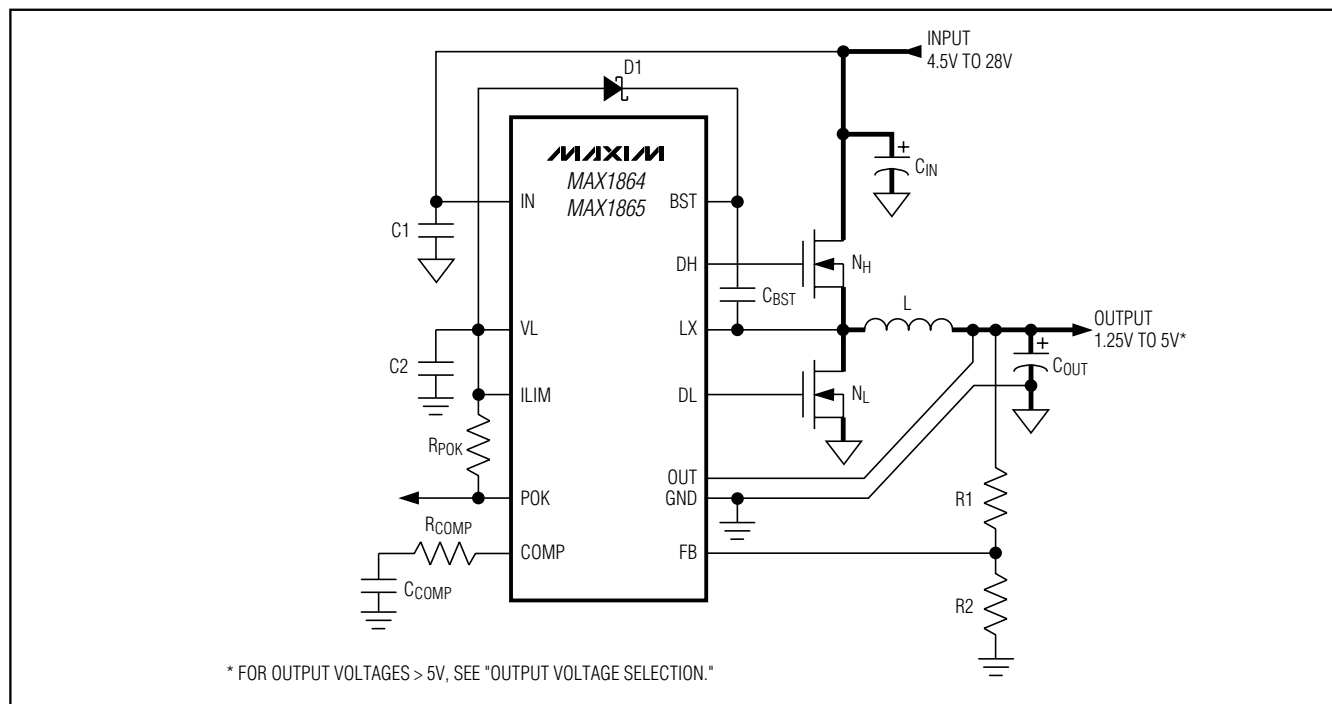 INPUT
4.5V TO 28V
D1
+
CIN
MAXIM
MAX1864
MAX1865
IN
BST
C1
DH
NH
CBST
L
VL
LX
OUTPUT
1.25V TO 5V*
+
COUT
C2
ILIM
DL
NL
RPOK
OUT
GND
POK
R1
RCOMP
COMP
FB
CCOMP
R2
* FOR OUTPUT VOLTAGES > 5V, SEE "OUTPUT VOLTAGE SELECTION."